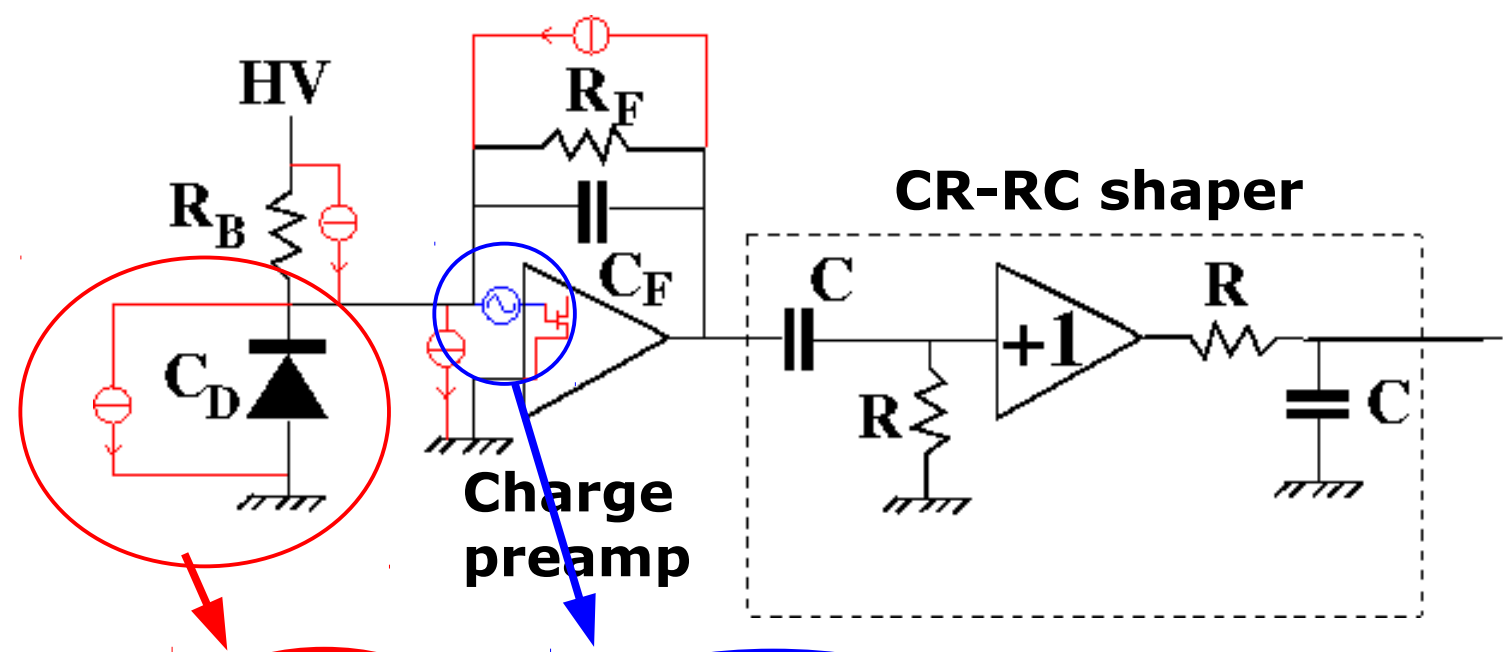 HV
R_F
R_B
CR-RC shaper
C_F
C
R
C_D
+1
R
C
Charge
preamp